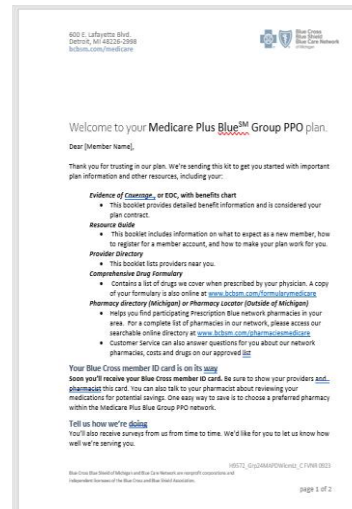 600 E. Lafayette Blvd.
Detroit, MI 48226-2998
bcbsm.com/medicare
Blue Cross
Blue Shield
Blue Care Network
of Michigan
Welcome to your Medicare Plus Blue℠ Group PPO plan.
Dear [Member Name],
Thank you for trusting in our plan. We're sending this kit to get you started with important
plan information and other resources, including your:
Evidence of Coverage, or EOC, with benefits chart
• This booklet provides detailed benefit information and is considered your
plan contract.
Resource Guide
• This booklet includes information on what to expect as a new member, how
to register for a member account, and how to make your plan work for you.
Provider Directory
• This booklet lists providers near you.
Comprehensive Drug Formulary
• Contains a list of drugs we cover when prescribed by your physician. A copy
of your formulary is also online at www.bcbsm.com/formularymedicare
Pharmacy directory (Michigan) or Pharmacy Locator (Outside of Michigan)
• Helps you find participating Prescription Blue network pharmacies in your
area. For a complete list of pharmacies in our network, please access our
searchable online directory at www.bcbsm.com/pharmaciesmedicare
• Customer Service can also answer questions for you about our network
pharmacies, costs and drugs on our approved list
Your Blue Cross member ID card is on its way
Soon you'll receive your Blue Cross member ID card. Be sure to show your providers and
pharmacist this card. You can also talk to your pharmacist about reviewing your
medications for potential savings. One easy way to save is to choose a preferred pharmacy
within the Medicare Plus Blue Group PPO network.
Tell us how we're doing
You'll also receive surveys from us from time to time. We'd like for you to let us know how
well we're serving you.
FVNR 0923
Blue Cross Blue Shield of Michigan and Blue Care Network are nonprofit corporations and
independent licensees of the Blue Cross and Blue Shield Association.
page 1 of 2